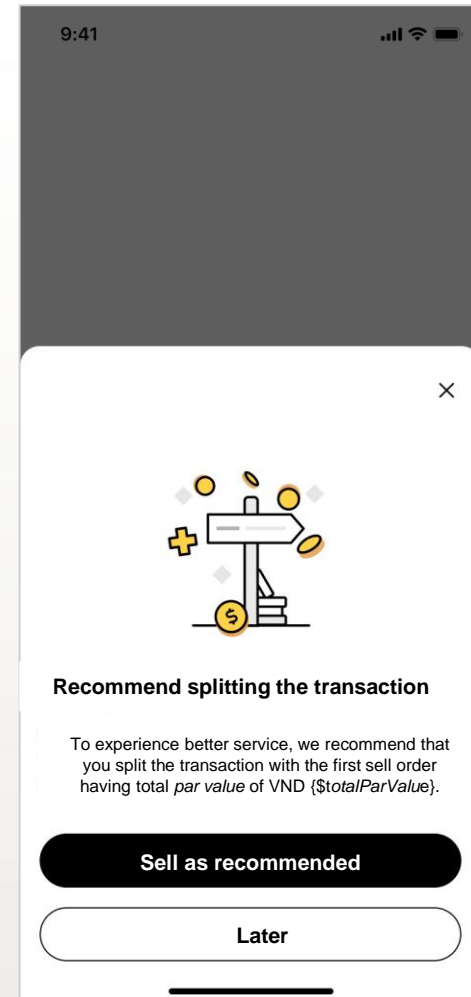 9:41
$
Recommend splitting the transaction
To experience better service, we recommend that
you split the transaction with the first sell order
having total par value of VND {$totalParValue}.
Sell as recommended
Later